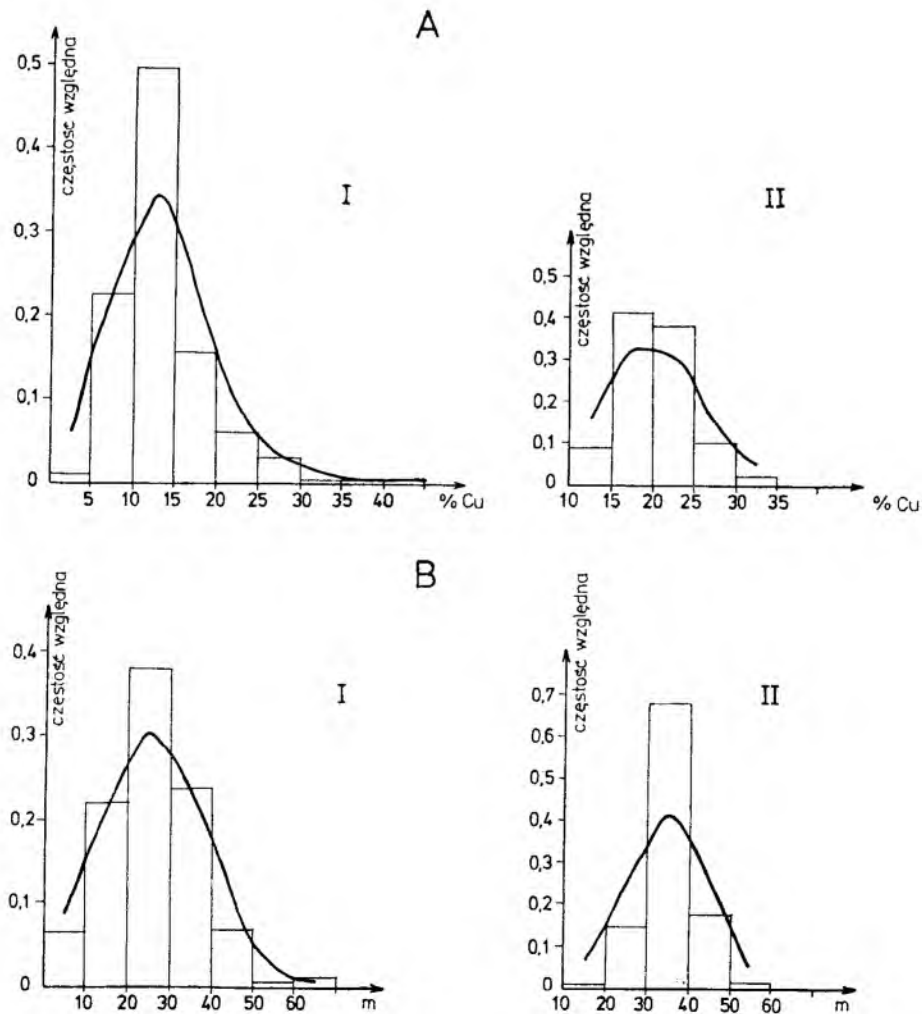 A
częstosc względna
0,5
0,4
0,3
0,2
0,1
0
5 10 15 20 25 30 35 40 % Cu
I
częstość względna
0,5
0,4
0,3
0,2
0,1
0
10 15 20 25 30 35 % Cu
II
B
częstość względna
0,4
0,3
0,2
0,1
0
10 20 30 40 50 60 m
I
częstość względna
0,7
0,6
0,5
0,4
0,3
0,2
0,1
0
10 20 30 40 50 60 m
II